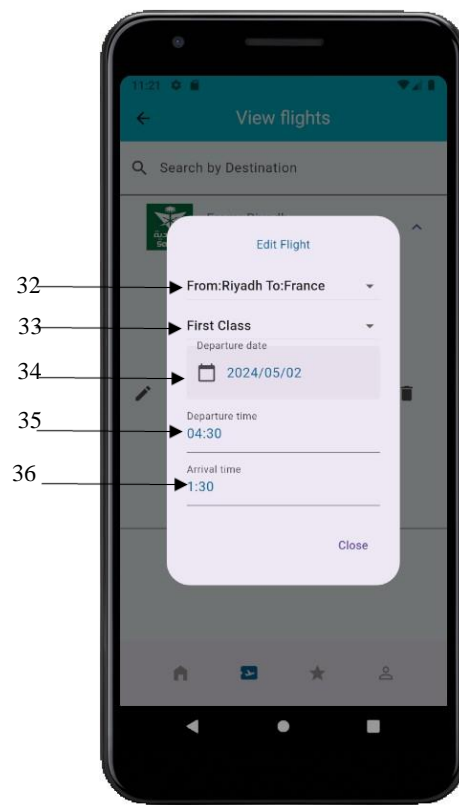 11:21
View flights
Search by Destination
Edit Flight
32
From:Riyadh To:France
33
First Class
Departure date
34
2024/05/02
35
Departure time
04:30
36
Arrival time
1:30
Close